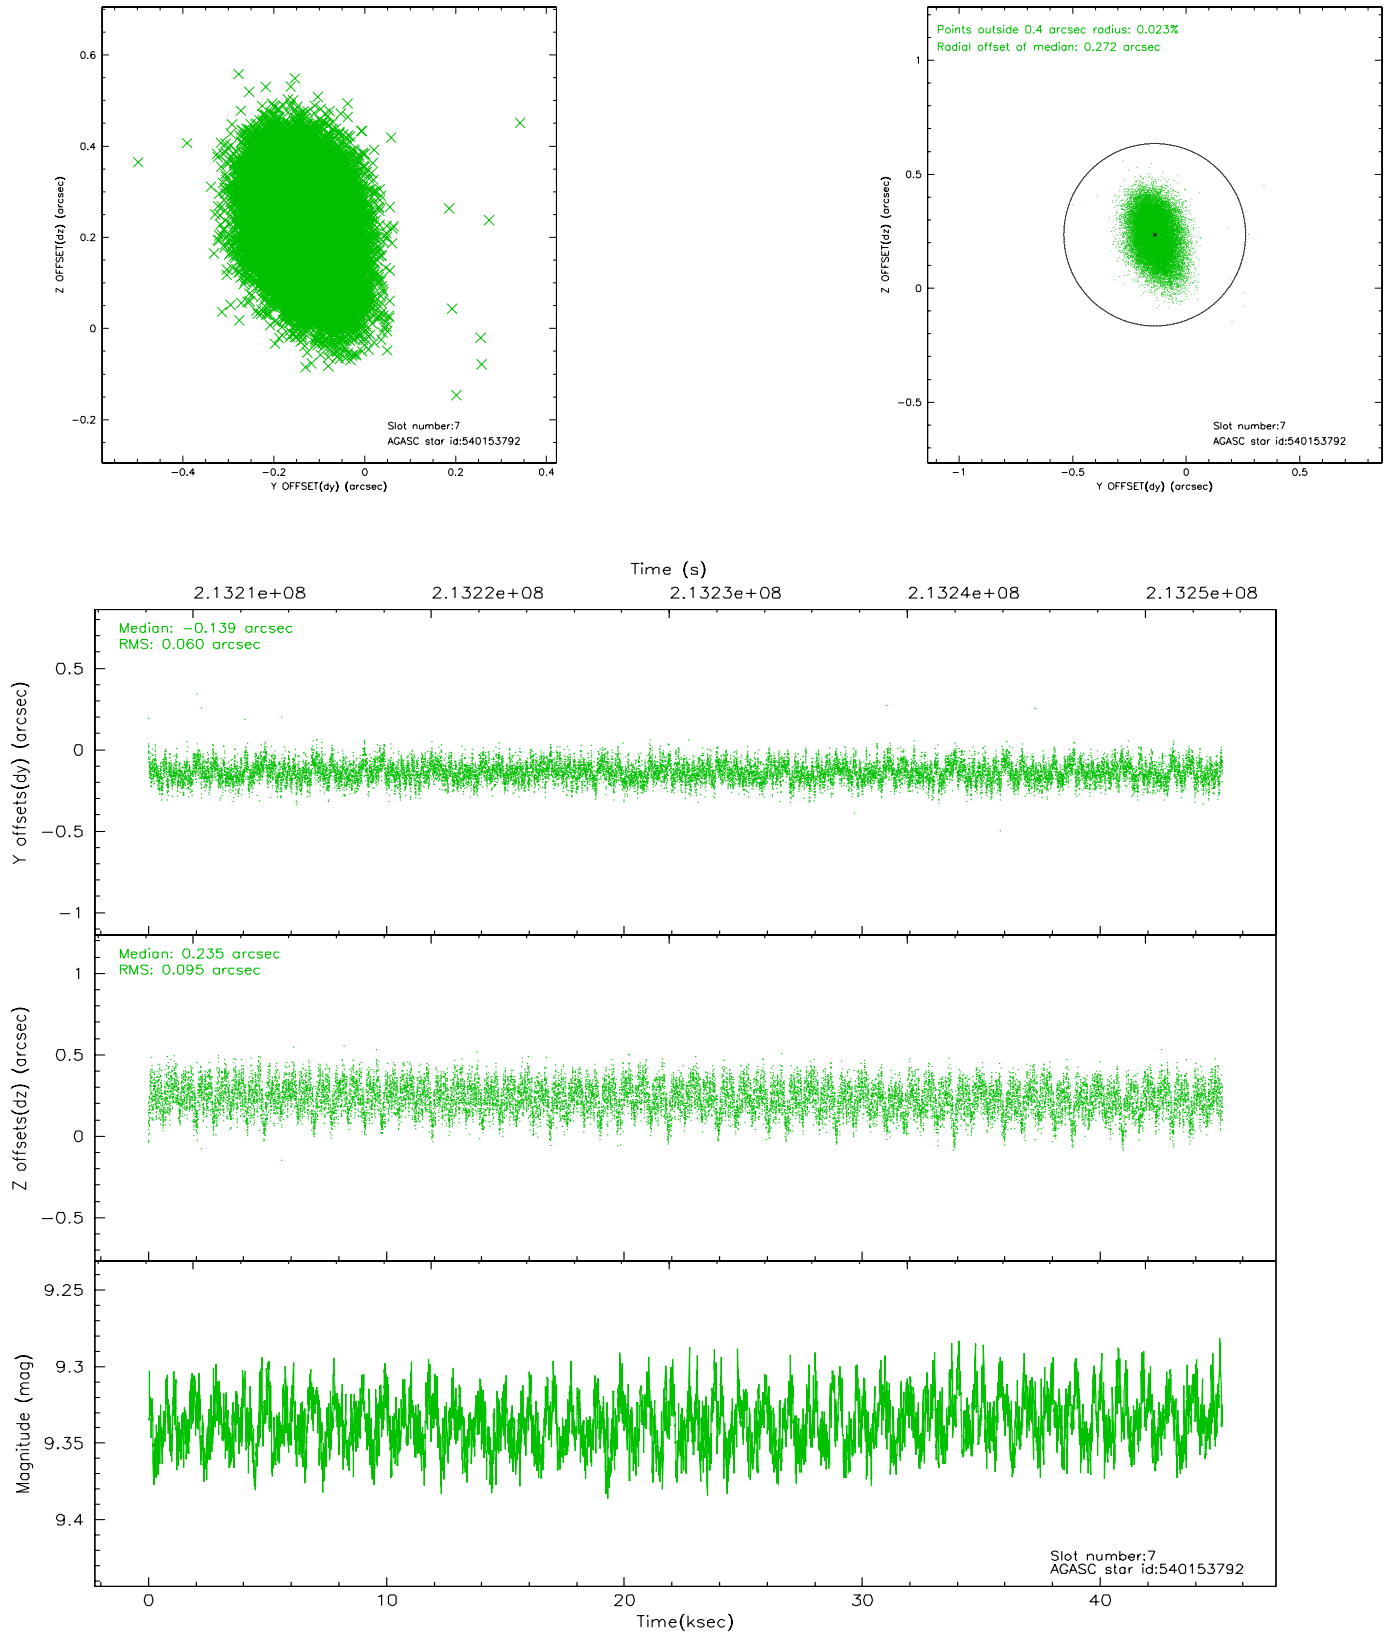 0.6
0.4
0.2
0
-0.2
Z OFFSET(dz) (arcsec)
Slot number:7
AGASC star id:540153792
-0.4 -0.2 0 0.2 0.4
Y OFFSET(dy) (arcsec)
Points outside 0.4 arcsec radius: 0.023%
Radial offset of median: 0.272 arcsec
1
0.5
0
-0.5
Z OFFSET(dz) (arcsec)
Slot number:7
AGASC star id:540153792
-1 -0.5 0 0.5
Y OFFSET(dy) (arcsec)
Time (s)
2.1321e+08 2.1322e+08 2.1323e+08 2.1324e+08 2.1325e+08
Median: -0.139 arcsec
RMS: 0.060 arcsec
0.5
0
-0.5
-1
Y offsets(dy) (arcsec)
Median: 0.235 arcsec
RMS: 0.095 arcsec
1
0.5
0
-0.5
Z offsets(dz) (arcsec)
9.25
9.3
9.35
9.4
Magnitude (mag)
Slot number:7
AGASC star id:540153792
0 20 40
Time(ksec)